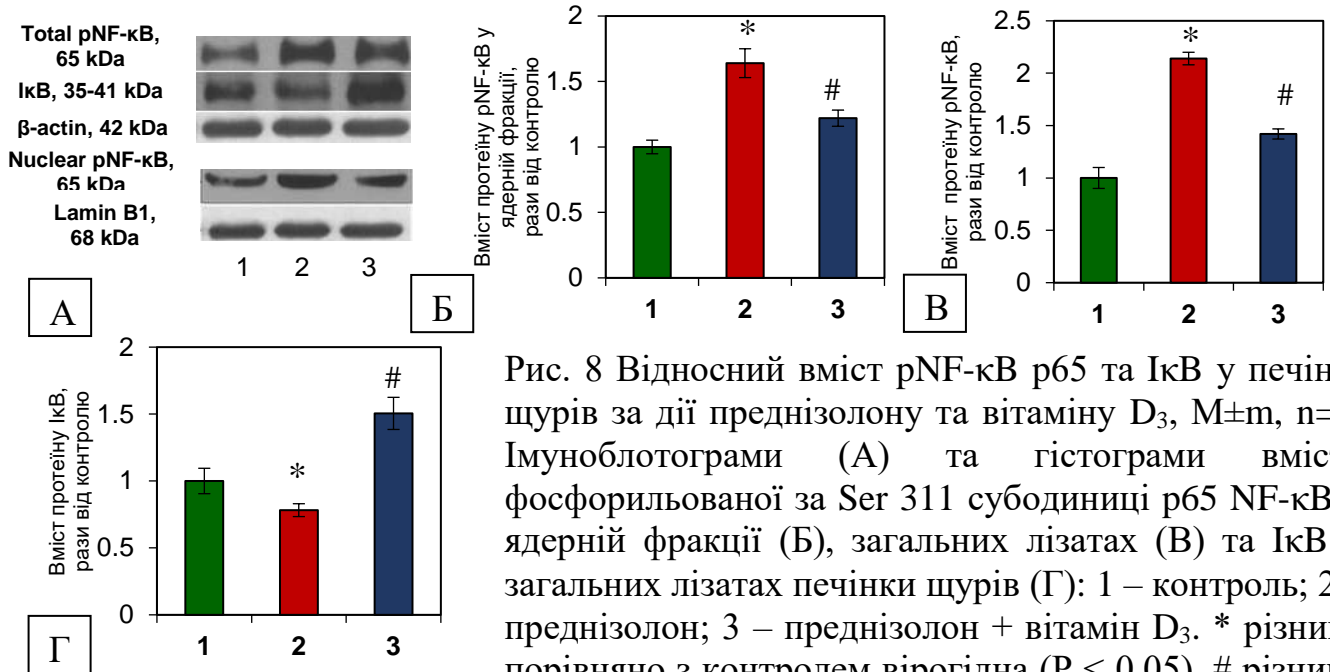 Total pNF-κB,
65 kDa
IκB, 35-41 kDa
β-actin, 42 kDa
Nuclear pNF-κB,
65 kDa
Lamin B1,
68 kDa
1 2 3
А
Вміст протеїну pNF-κB у
ядерній фракції,
рази від контролю
2
1.5
1
0.5
0
*
#
1 2 3
Б
Вміст протеїну pNF-κB,
рази від контролю
2.5
2
1.5
1
0.5
0
*
#
1 2 3
В
Вміст протеїну ІκВ,
рази від контролю
2
1.5
1
0.5
0
*
#
1 2 3
Г
Рис. 8 Відносний вміст pNF-κB p65 та IκB у печін
щурів за дії преднізолону та вітаміну D₃, M±m, n=
Імуноблотограми (А) та гістограми вміст
фосфорильованої за Ser 311 субодиниці p65 NF-κB
ядерній фракції (Б), загальних лізатах (В) та IκB
загальних лізатах печінки щурів (Г): 1 – контроль; 2
преднізолон; 3 – преднізолон + вітамін D₃. * різни
порівняно з контролем вірогідна (P < 0,05), # різни